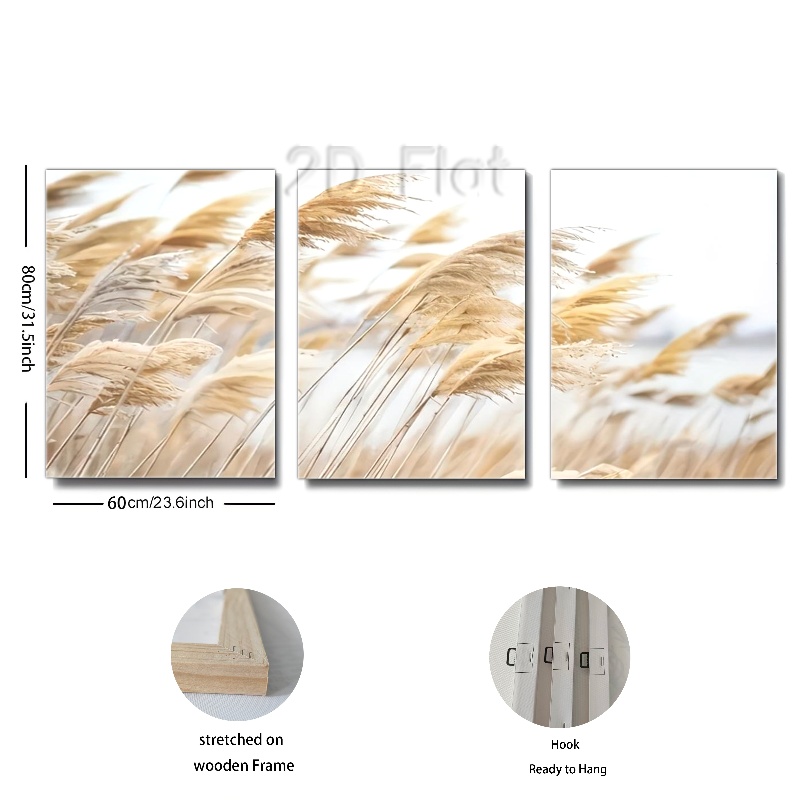 2D Flat
80cm/31.5inch
60cm/23.6inch
stretched on
wooden Frame
Hook
Ready to Hang